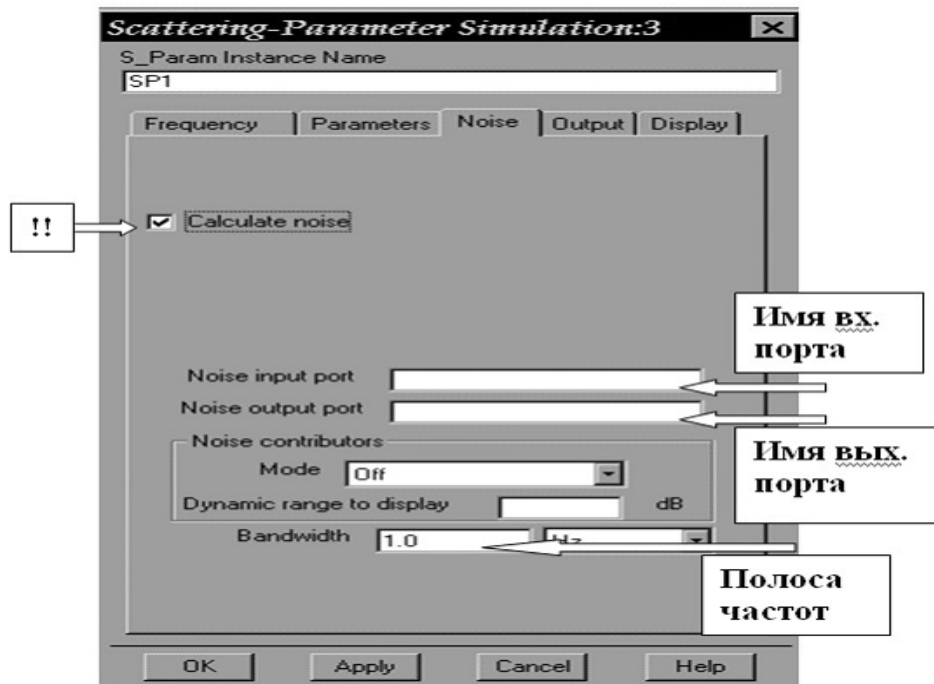 Scattering-Parameter Simulation:3
S_Param Instance Name
SP1
Frequency Parameters Noise Output Display
!!
Calculate noise
Имя вх.
порта
Noise input port
Noise output port
Имя вых.
порта
Noise contributors
Mode Off
Dynamic range to display dB
Bandwidth 1.0 Hz
Полоса
частот
OK Apply Cancel Help